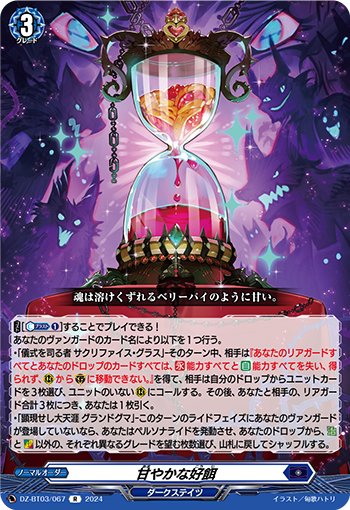 3
グレード
魂は溶けくずれるベリーパイのように甘い。
【【コスト】カウンターブラスト1】することでプレイできる！
あなたのヴァンガードのカード名により以下を1つ行う。
・「儀式を司る者 サクリファイス・グラス」‐そのターン中、相手は『あなたのリアガードす
べてとあなたのドロップのカードすべては、永能力すべてと自能力すべてを失い、得
られず、(R)から(R)に移動できない。』を得て、相手は自分のドロップからユニットカー
ドを3枚選び、ユニットのいない(R)にコールする。その後、あなたと相手の、リアガード
合計3枚につき、あなたは1枚引く。
・「顕現せし大涯 グランドグマ」‐このターンのライドフェイズにあなたのヴァンガード
が登場していないなら、あなたはペルソナライドを発動させ、あなたのドロップから、
と以外の、それぞれ異なるグレードを望む枚数選び、山札に戻してシャッフルする。
ノーマルオーダー
甘やかな好餌
ダークステイツ
DZ-BT03/067 R 2024
イラスト/匈歌ハトリ